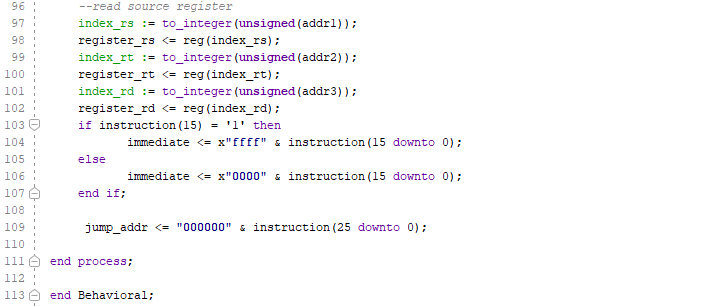 96 --read source register
97 index_rs := to_integer(unsigned(addr1));
98 register_rs <= reg(index_rs);
99 index_rt := to_integer(unsigned(addr2));
100 register_rt <= reg(index_rt);
101 index_rd := to_integer(unsigned(addr3));
102 register_rd <= reg(index_rd);
103 if instruction(15) = '1' then
104 immediate <= x"ffff" & instruction(15 downto 0);
105 else
106 immediate <= x"0000" & instruction(15 downto 0);
107 end if;
108
109 jump_addr <= "000000" & instruction(25 downto 0);
110
111 end process;
112
113 end Behavioral;